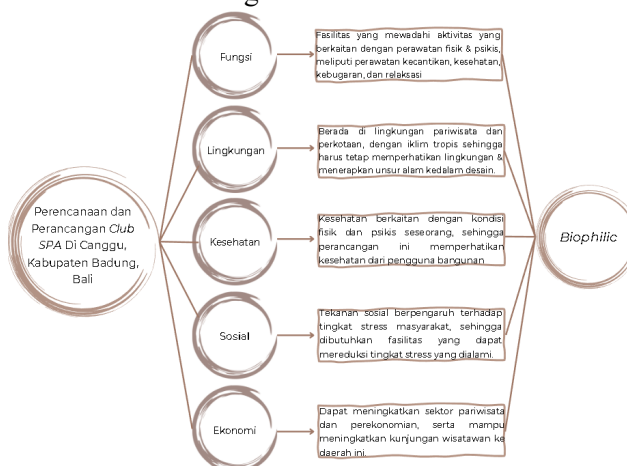 g
Perencanaan dan
Perancangan Club
SPA Di Canggu,
Kabupaten Badung,
Bali
Fungsi
Fasilitas yang mewadahi aktivitas yang
berkaitan dengan perawatan fisik & psikis,
meliputi perawatan kecantikan, kesehatan,
kebugaran, dan relaksasi
Lingkungan
Berada di lingkungan pariwisata dan
perkotaan, dengan iklim tropis sehingga
harus tetap memperhatikan lingkungan &
menerapkan unsur alam kedalam desain.
Kesehatan
Kesehatan berkaitan dengan kondisi
fisik dan psikis seseorang, sehingga
perancangan ini memperhatikan
kesehatan dari pengguna bangunan
Sosial
Tekanan sosial berpengaruh terhadap
tingkat stress masyarakat, sehingga
dibutuhkan fasilitas yang dapat
mereduksi tingkat stress yang dialami.
Ekonomi
Dapat meningkatkan sektor pariwisata
dan perekonomian, serta mampu
meningkatkan kunjungan wisatawan ke
daerah ini.
Biophilic